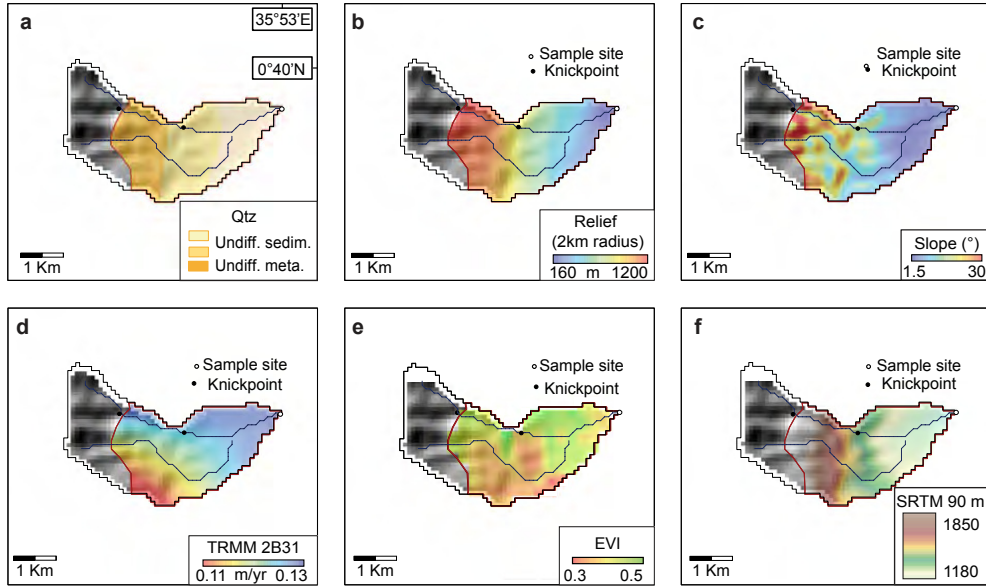 a
35°53'E
0°40'N
Qtz
Undiff. sedim.
Undiff. meta.
1 Km
b
Sample site
Knickpoint
Relief
(2km radius)
160 m 1200
1 Km
c
Sample site
Knickpoint
Slope (°)
1.5 30
1 Km
d
Sample site
Knickpoint
TRMM 2B31
0.11 m/yr 0.13
1 Km
e
Sample site
Knickpoint
EVI
0.3 0.5
1 Km
f
Sample site
Knickpoint
SRTM 90 m
1850
1180
1 Km